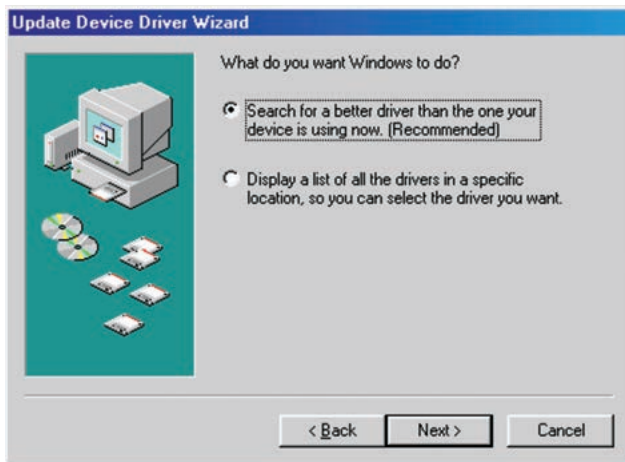 Update Device Driver Wizard
What do you want Windows to do?
Search for a better driver than the one your
device is using now. (Recommended)
Display a list of all the drivers in a specific
location, so you can select the driver you want.
< Back
Next >
Cancel